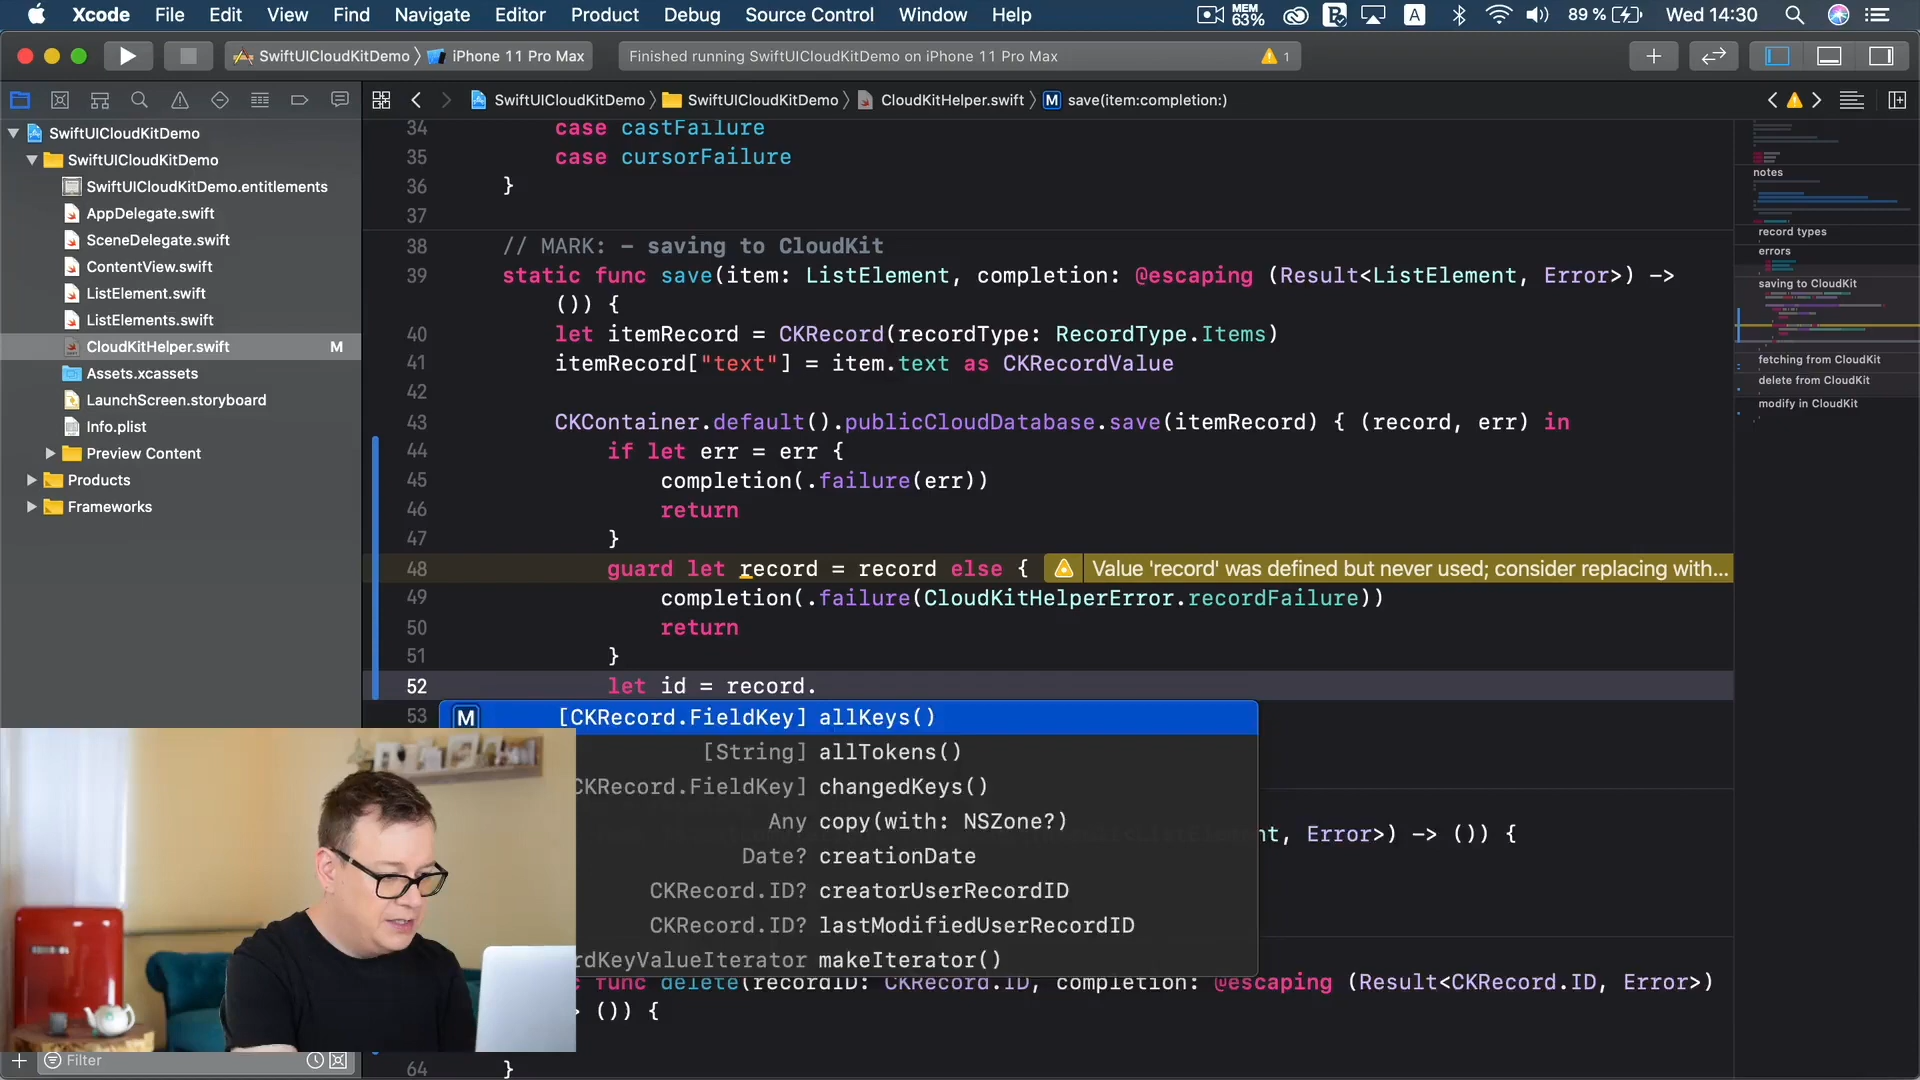 Xcode File Edit View Find Navigate Editor Product Debug Source Control Window Help MEM 63% A 89 % Wed 14:30
SwiftUICloudKitDemo iPhone 11 Pro Max Finished running SwiftUICloudKitDemo on iPhone 11 Pro Max 1
SwiftUICloudKitDemo SwiftUICloudKitDemo CloudKitHelper.swift M save(item:completion:)
SwiftUICloudKitDemo
SwiftUICloudKitDemo
SwiftUICloudKitDemo.entitlements
AppDelegate.swift
SceneDelegate.swift
ContentView.swift
ListElement.swift
ListElements.swift
CloudKitHelper.swift M
Assets.xcassets
LaunchScreen.storyboard
Info.plist
Preview Content
Products
Frameworks
Filter
34 case castFailure
35 case cursorFailure
36 }
37
38 // MARK: - saving to CloudKit
39 static func save(item: ListElement, completion: @escaping (Result<ListElement, Error>) ->
()) {
40 let itemRecord = CKRecord(recordType: RecordType.Items)
41 itemRecord["text"] = item.text as CKRecordValue
42
43 CKContainer.default().publicCloudDatabase.save(itemRecord) { (record, err) in
44 if let err = err {
45 completion(.failure(err))
46 return
47 }
48 guard let record = record else { Value 'record' was defined but never used; consider replacing with...
49 completion(.failure(CloudKitHelperError.recordFailure))
50 return
51 }
52 let id = record.
53 M [CKRecord.FieldKey] allKeys()
[String] allTokens()
CKRecord.FieldKey] changedKeys()
Any copy(with: NSZone?)
Date? creationDate
CKRecord.ID? creatorUserRecordID
CKRecord.ID? lastModifiedUserRecordID
rdKeyValueIterator makeIterator()
nt, Error>) -> ()) {
func delete(recordID: CKRecord.ID, completion: @escaping (Result<CKRecord.ID, Error>)
()) {
64 }
notes
record types
errors
saving to CloudKit
fetching from CloudKit
delete from CloudKit
modify in CloudKit